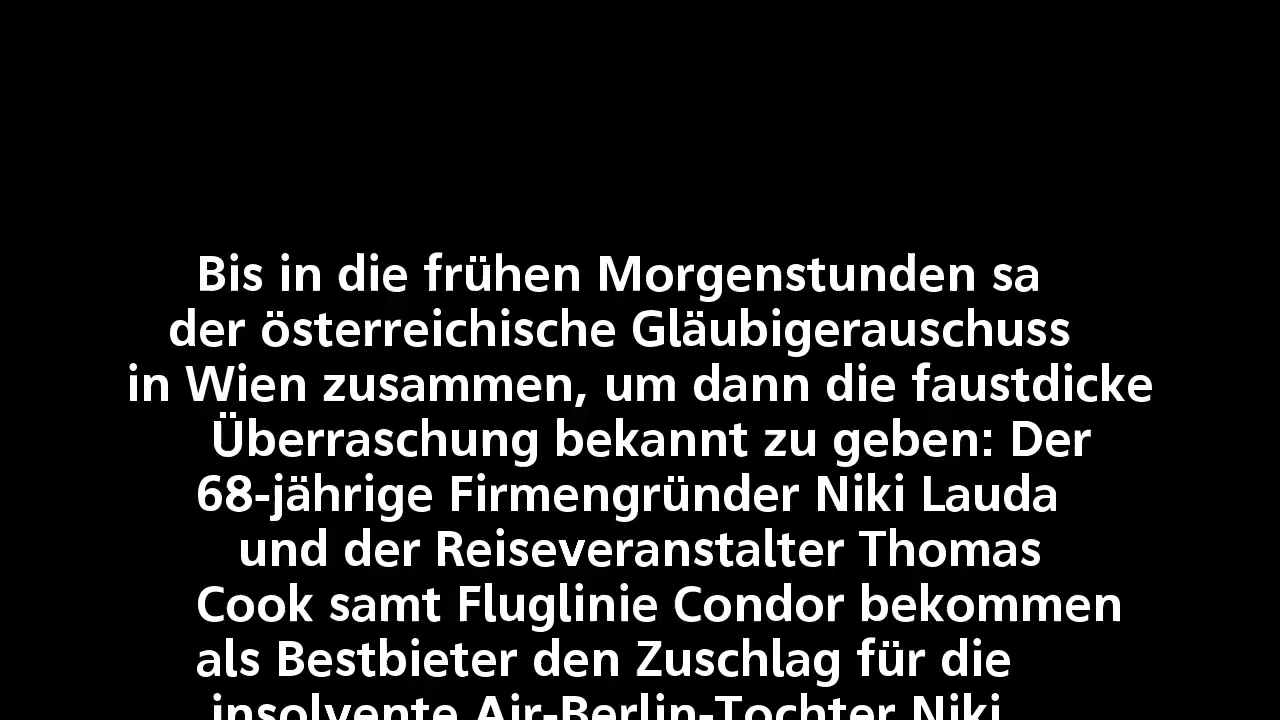 Bis in die frühen Morgenstunden sa
der österreichische Gläubigerauschuss
in Wien zusammen, um dann die faustdicke
Überraschung bekannt zu geben: Der
68-jährige Firmengründer Niki Lauda
und der Reiseveranstalter Thomas
Cook samt Fluglinie Condor bekommen
als Bestbieter den Zuschlag für die
insolvente Air-Berlin-Tochter Niki